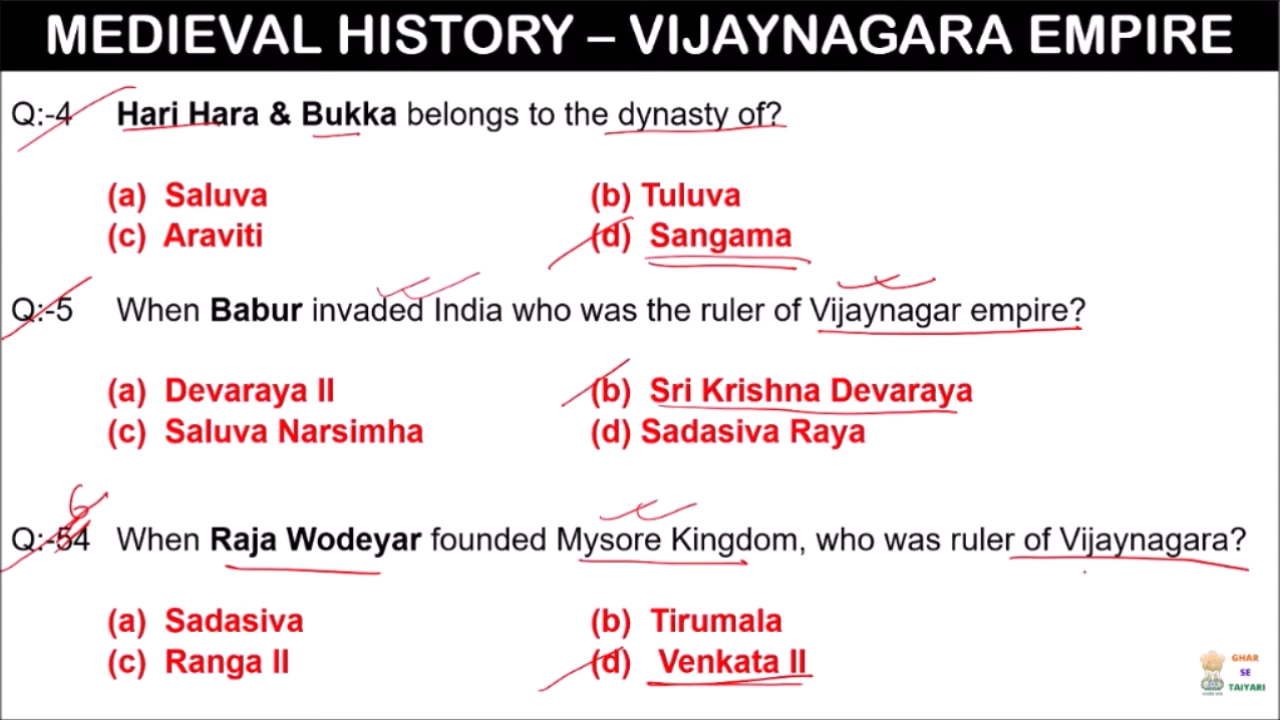 MEDIEVAL HISTORY – VIJAYNAGARA EMPIRE
Q:-4 Hari Hara & Bukka belongs to the dynasty of?
(a) Saluva (b) Tuluva
(c) Araviti (d) Sangama
Q:-5 When Babur invaded India who was the ruler of Vijaynagar empire?
(a) Devaraya II (b) Sri Krishna Devaraya
(c) Saluva Narsimha (d) Sadasiva Raya
6
Q:-54 When Raja Wodeyar founded Mysore Kingdom, who was ruler of Vijaynagara?
(a) Sadasiva (b) Tirumala
(c) Ranga II (d) Venkata II
GHAR
SE
TAIYARI